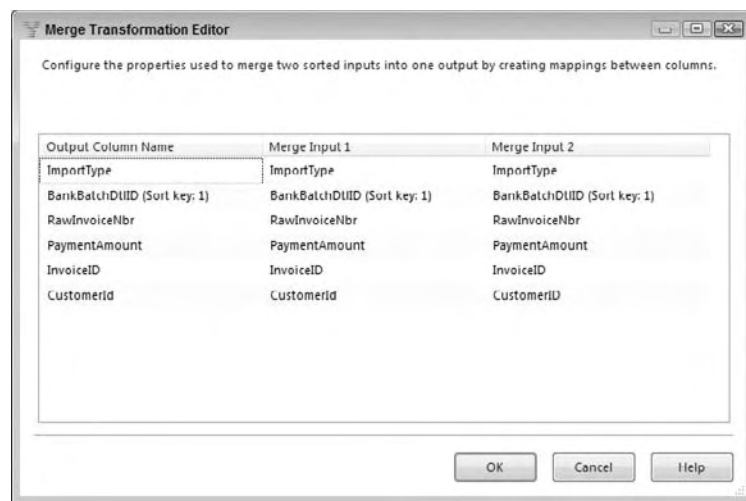 Merge Transformation Editor
Configure the properties used to merge two sorted inputs into one output by creating mappings between columns.
Output Column Name Merge Input 1 Merge Input 2
ImportType ImportType ImportType
BankBatchDtlID (Sort key: 1) BankBatchDtlID (Sort key: 1) BankBatchDtlID (Sort key: 1)
RawInvoiceNbr RawInvoiceNbr RawInvoiceNbr
PaymentAmount PaymentAmount PaymentAmount
InvoiceID InvoiceID InvoiceID
CustomerId CustomerId CustomerID
OK Cancel Help